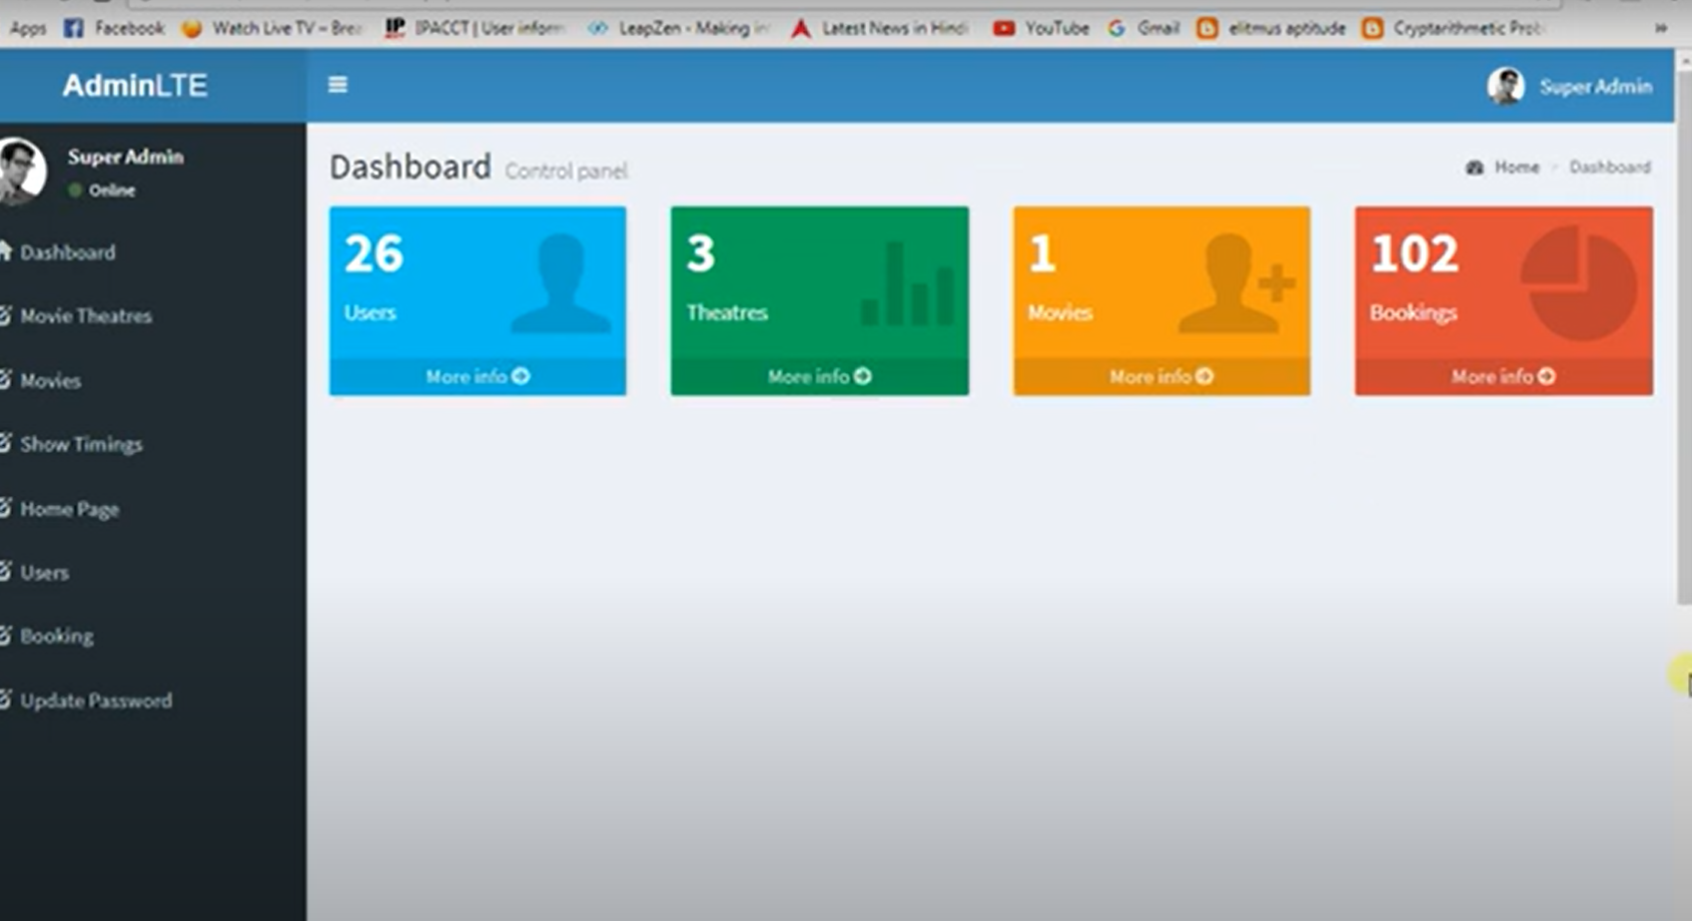 Apps Facebook Watch Live TV – Brea IPACCT | User inform LeapZen - Making in Latest News in Hindi YouTube Gmail elitmus aptitude Cryptarithmetic Prob »
AdminLTE
Super Admin
Super Admin
Online
Dashboard Control panel
Home > Dashboard
Dashboard
Movie Theatres
Movies
Show Timings
Home Page
Users
Booking
Update Password
26
Users
More info
3
Theatres
More info
1
Movies
More info
102
Bookings
More info